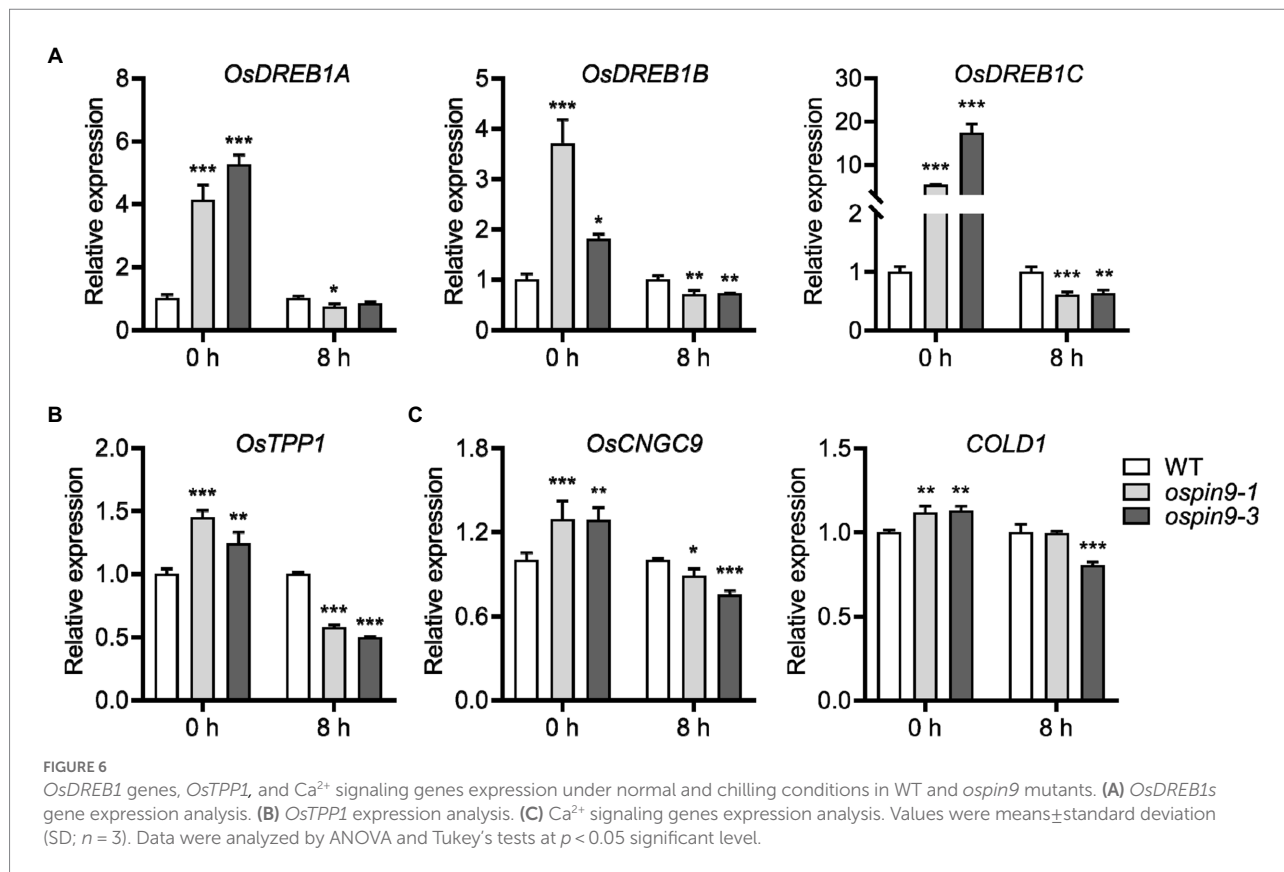 A
OsDREB1A
OsDREB1B
OsDREB1C
Relative expression
8
6
4
2
0
***
***
*
0 h
8 h
Relative expression
5
4
3
2
1
0
***
*
**
**
0 h
8 h
Relative expression
30
20
10
2
1
0
***
***
***
**
0 h
8 h
B
C
OsTPP1
OsCNGC9
COLD1
Relative expression
2.0
1.5
1.0
0.5
0.0
***
**
***
***
0 h
8 h
Relative expression
1.8
1.2
0.6
0.0
***
**
*
***
0 h
8 h
Relative expression
1.5
1.0
0.5
0.0
**
**
***
0 h
8 h
WT
ospin9-1
ospin9-3
FIGURE 6
OsDREB1 genes, OsTPP1, and Ca²⁺ signaling genes expression under normal and chilling conditions in WT and ospin9 mutants. (A) OsDREB1s
gene expression analysis. (B) OsTPP1 expression analysis. (C) Ca²⁺ signaling genes expression analysis. Values were means±standard deviation
(SD; n = 3). Data were analyzed by ANOVA and Tukey's tests at p < 0.05 significant level.